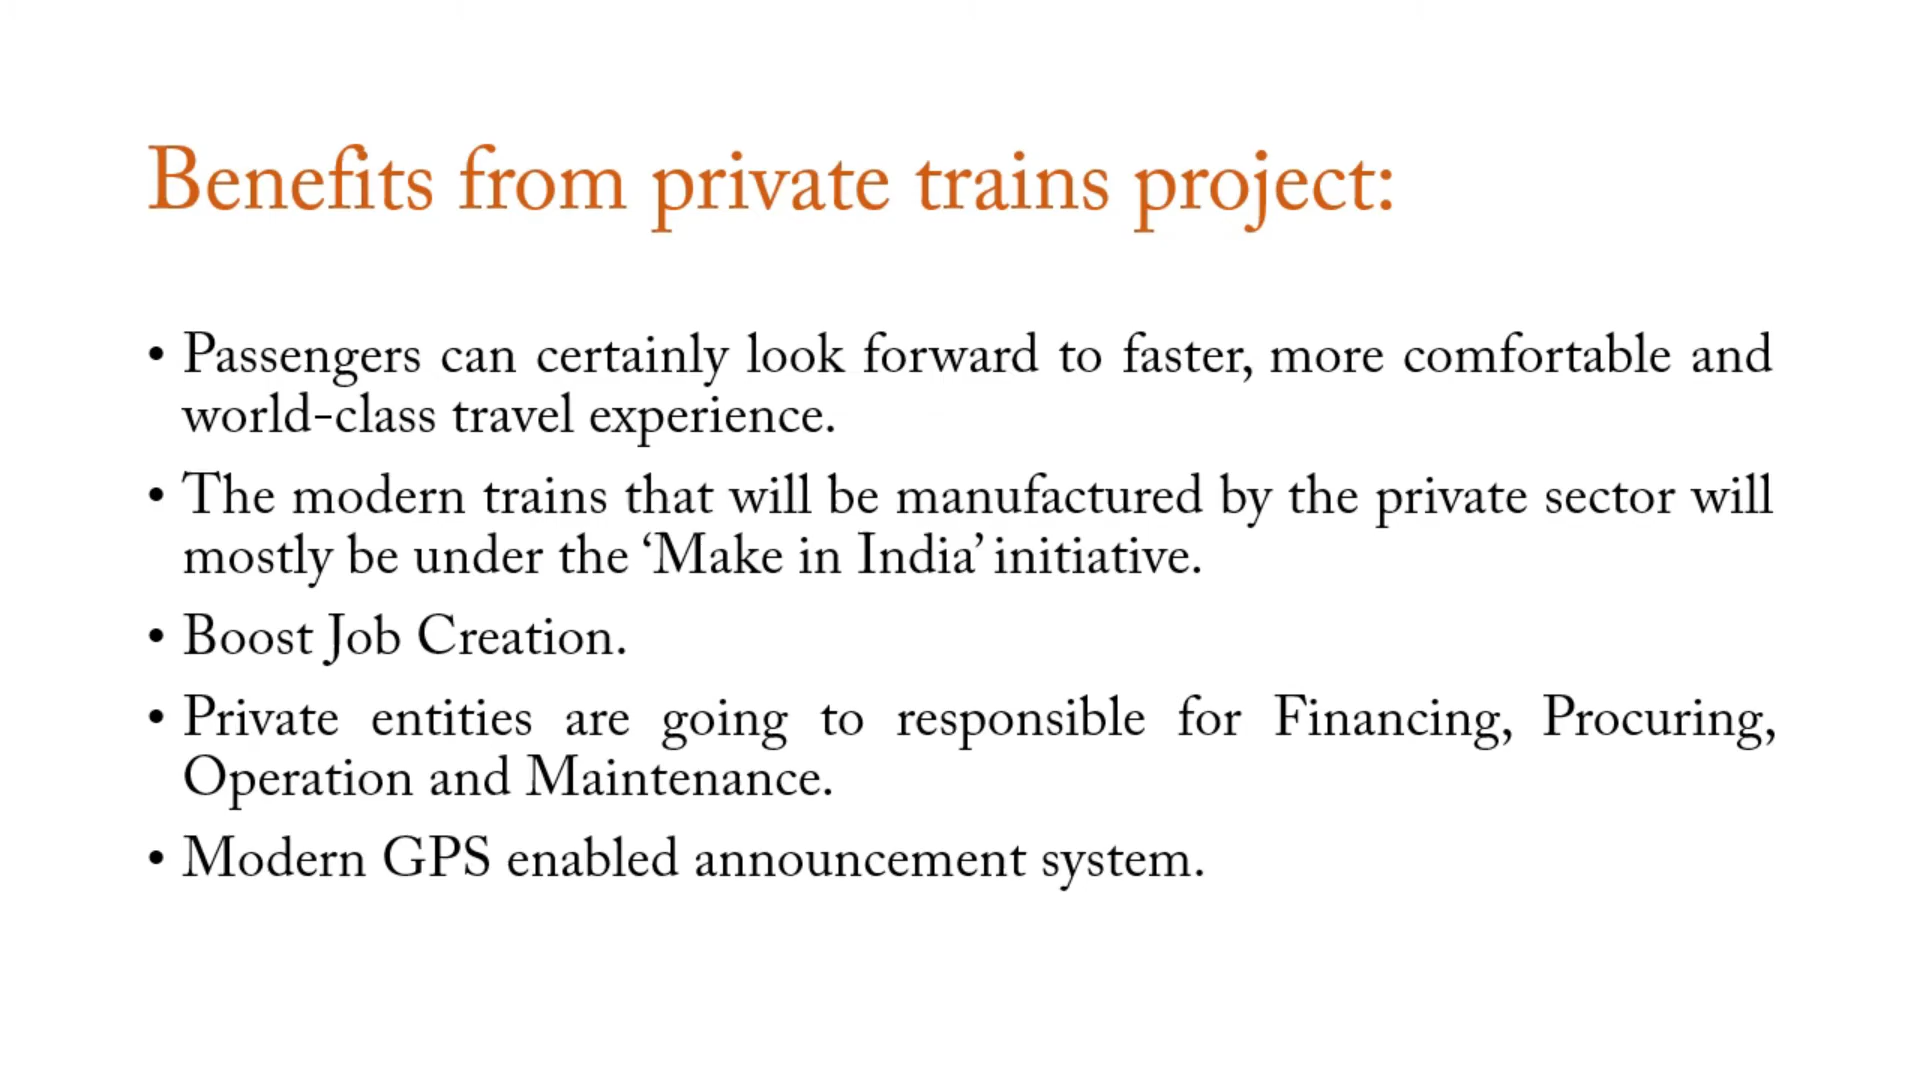 Benefits from private trains project:
• Passengers can certainly look forward to faster, more comfortable and
world-class travel experience.
• The modern trains that will be manufactured by the private sector will
mostly be under the ‘Make in India’ initiative.
• Boost Job Creation.
• Private entities are going to responsible for Financing, Procuring,
Operation and Maintenance.
• Modern GPS enabled announcement system.